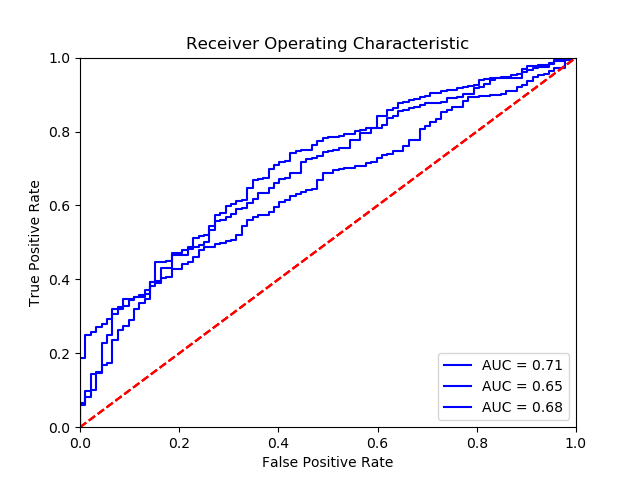 Receiver Operating Characteristic
True Positive Rate
1.0
0.8
0.6
0.4
0.2
0.0
AUC = 0.71
AUC = 0.65
AUC = 0.68
0.0 0.2 0.4 0.6 0.8 1.0
False Positive Rate